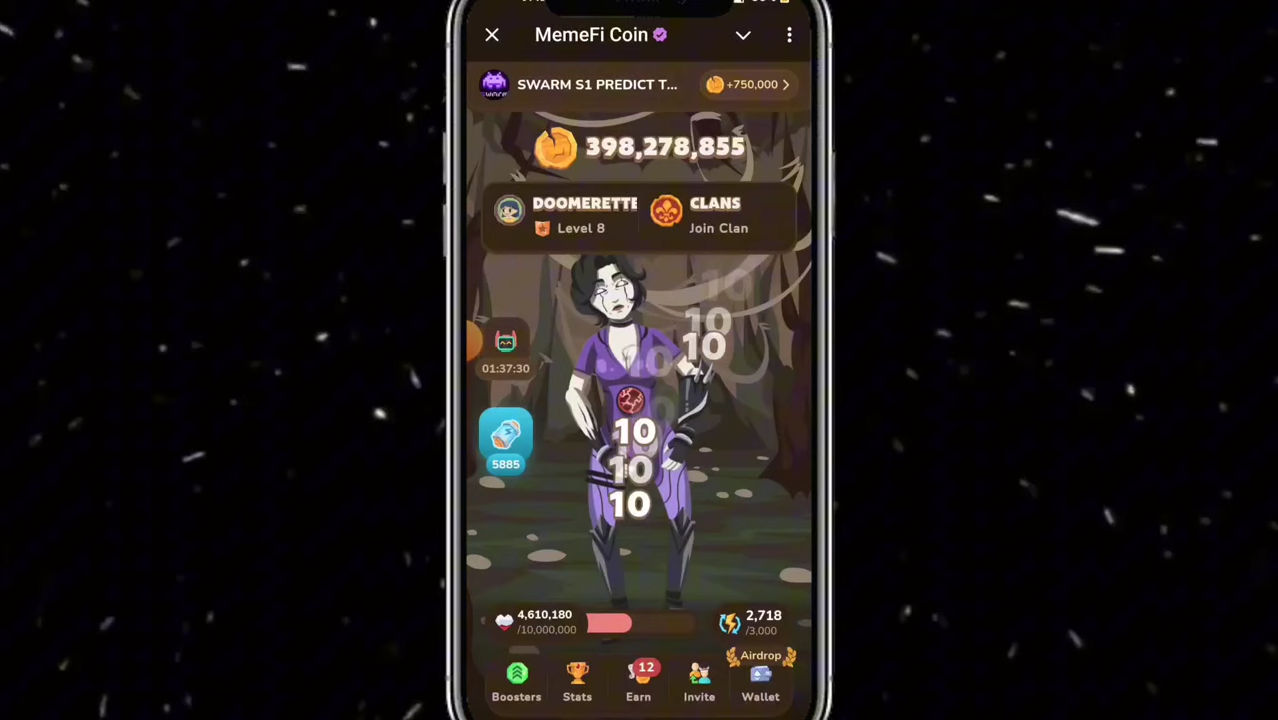 MemeFi Coin
SWARM S1 PREDICT T...
+750,000
398,278,855
DOOMERETTE
Level 8
CLANS
Join Clan
10
10
10
01:37:30
10
10
10
10
5885
4,610,180
/10,000,000
2,718
/3,000
Airdrop
12
Boosters
Stats
Earn
Invite
Wallet